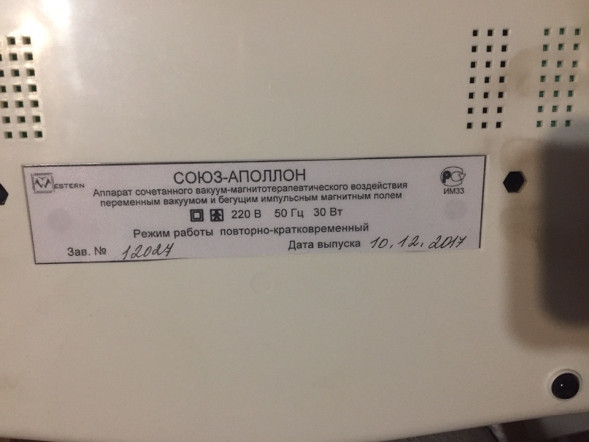 ESTERN
СОЮЗ-АПОЛЛОН
Аппарат сочетанного вакуум-магнитотерапевтического воздействия
переменным вакуумом и бегущим импульсным магнитным полем
220 В 50 Гц 30 Вт
Режим работы повторно-кратковременный
Зав. № 12024 Дата выпуска 10.12.2017
ИМ33